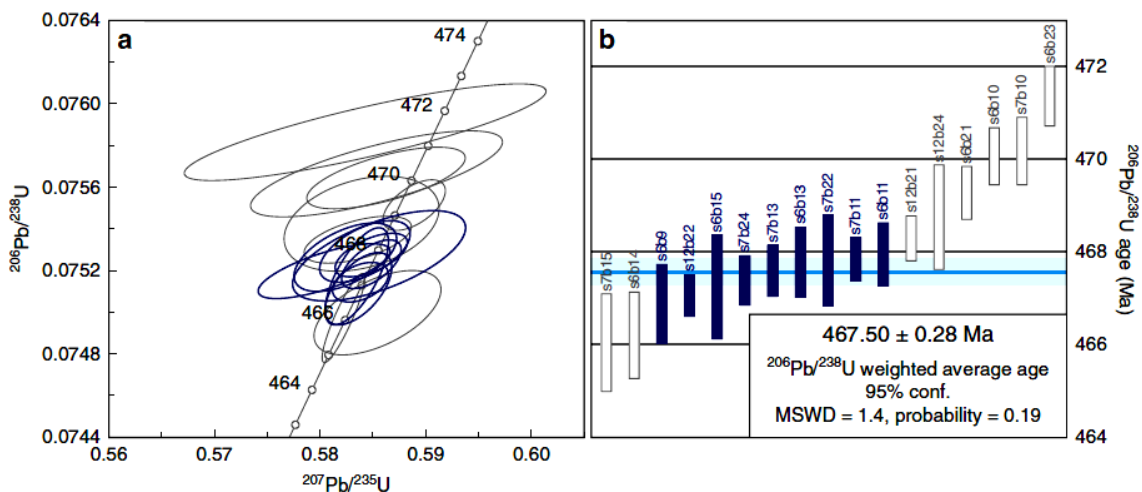 a
0.0764
0.0760
0.0756
0.0752
0.0748
0.0744
²⁰⁶Pb/²³⁸U
474
472
470
468
466
464
0.56
0.57
0.58
0.59
0.60
²⁰⁷Pb/²³⁵U
b
s7b15
s6b14
s6b9
s12b22
s6b15
s7b24
s7b13
s6b13
s7b22
s7b11
s6b11
s12b21
s12b24
s6b21
s6b10
s7b10
s6b23
472
470
468
466
464
²⁰⁶Pb/²³⁸U age (Ma)
467.50 ± 0.28 Ma
²⁰⁶Pb/²³⁸U weighted average age
95% conf.
MSWD = 1.4, probability = 0.19